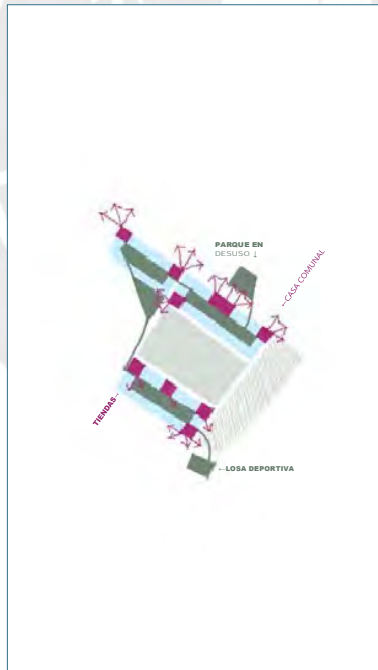 PARQUE EN
DESUSO ↓
←CASA COMUNAL
TIENDAS→
←LOSA DEPORTIVA